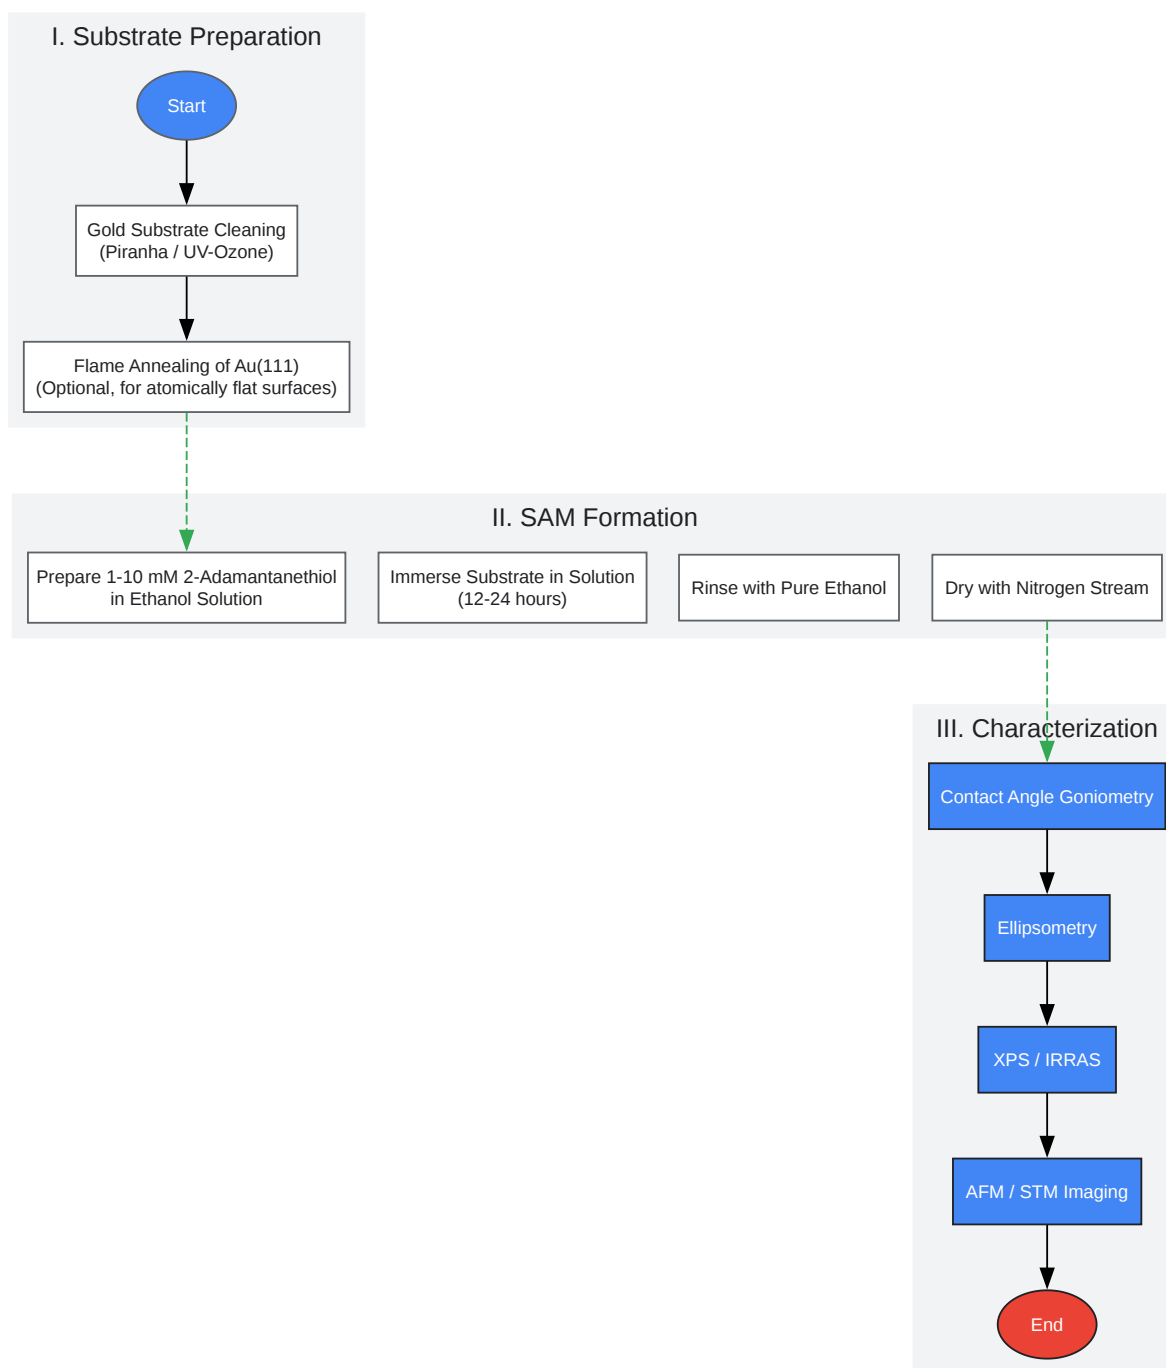 I. Substrate Preparation
Start
Gold Substrate Cleaning
(Piranha / UV-Ozone)
Flame Annealing of Au(111)
(Optional, for atomically flat surfaces)
II. SAM Formation
Prepare 1-10 mM 2-Adamantanethiol
in Ethanol Solution
Immerse Substrate in Solution
(12-24 hours)
Rinse with Pure Ethanol
Dry with Nitrogen Stream
III. Characterization
Contact Angle Goniometry
Ellipsometry
XPS / IRRAS
AFM / STM Imaging
End